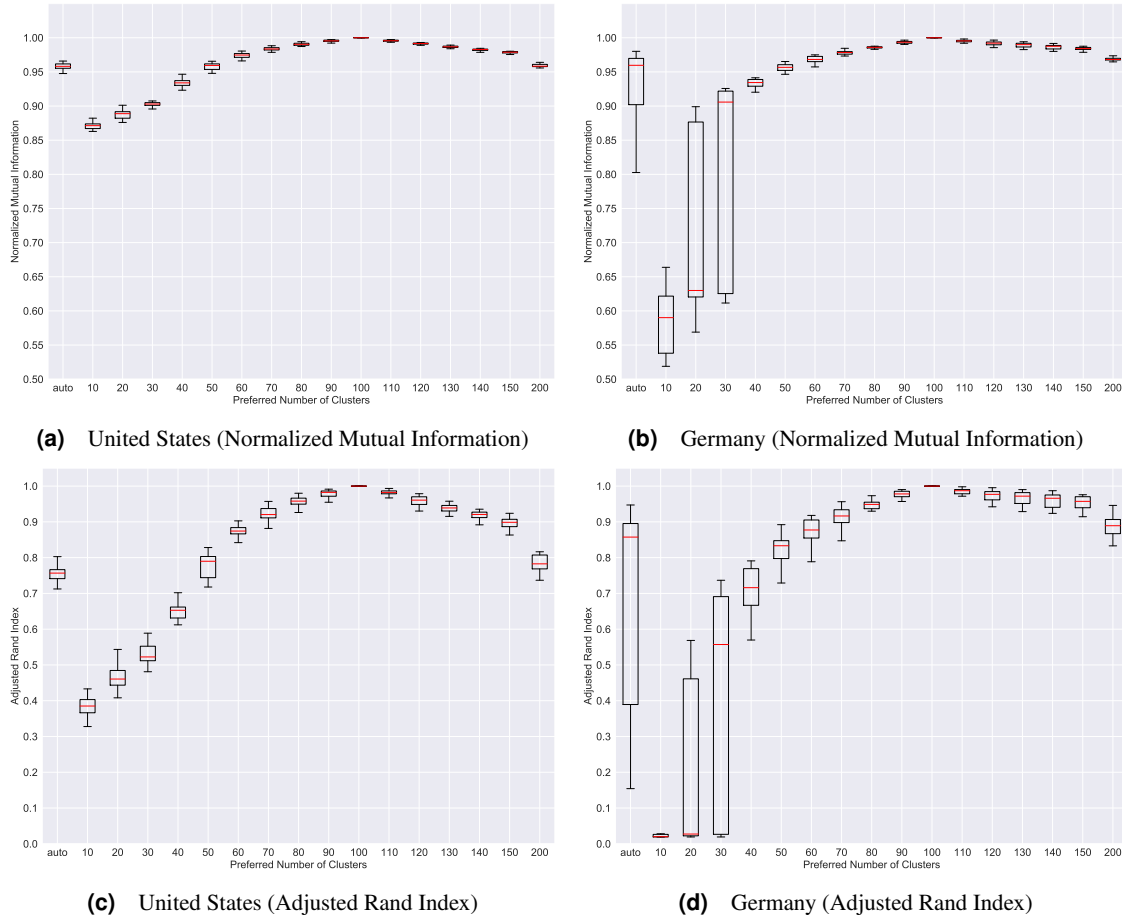 1.00
0.95
0.90
0.85
0.80
0.75
0.70
0.65
0.60
0.55
0.50
Normalized Mutual Information
auto 10 20 30 40 50 60 70 80 90 100 110 120 130 140 150 200
Preferred Number of Clusters
(a) United States (Normalized Mutual Information)
1.00
0.95
0.90
0.85
0.80
0.75
0.70
0.65
0.60
0.55
0.50
Normalized Mutual Information
auto 10 20 30 40 50 60 70 80 90 100 110 120 130 140 150 200
Preferred Number of Clusters
(b) Germany (Normalized Mutual Information)
1.0
0.9
0.8
0.7
0.6
0.5
0.4
0.3
0.2
0.1
0.0
Adjusted Rand Index
auto 10 20 30 40 50 60 70 80 90 100 110 120 130 140 150 200
Preferred Number of Clusters
(c) United States (Adjusted Rand Index)
1.0
0.9
0.8
0.7
0.6
0.5
0.4
0.3
0.2
0.1
0.0
Adjusted Rand Index
auto 10 20 30 40 50 60 70 80 90 100 110 120 130 140 150 200
Preferred Number of Clusters
(d) Germany (Adjusted Rand Index)